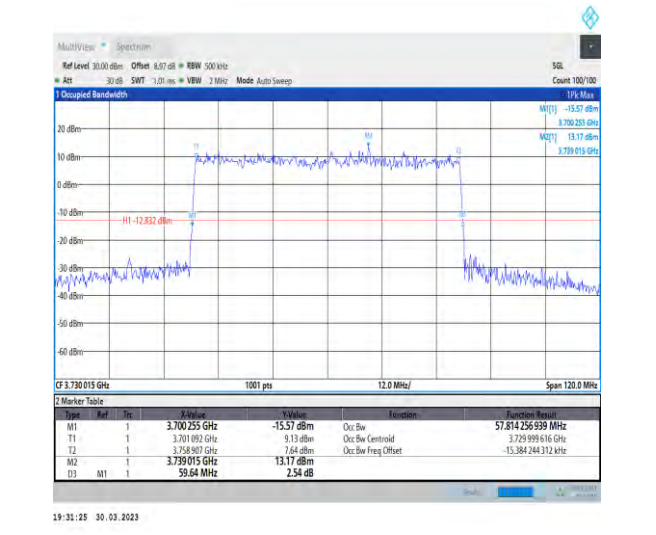 MultiView Spectrum
Ref Level 30.00 dBm Offset 8.97 dB RBW 500 kHz SGL
Att 30 dB SWT 1.01 ms VBW 2 MHz Mode Auto Sweep Count 100/100
1 Occupied Bandwidth 1Pk Max
M1[1] -15.57 dBm
3.700 255 GHz
M2[1] 13.17 dBm
3.739 015 GHz
20 dBm
10 dBm
0 dBm
-10 dBm
H1 -12.832 dBm
-20 dBm
-30 dBm
-40 dBm
-50 dBm
-60 dBm
CF 3.730 015 GHz 1001 pts 12.0 MHz/ Span 120.0 MHz
2 Marker Table
Type Ref Trc X-Value Y-Value Function Function Result
M1 1 3.700 255 GHz -15.57 dBm Occ Bw 57.814 256 939 MHz
T1 1 3.701 092 GHz 9.13 dBm Occ Bw Centroid 3.729 999 616 GHz
T2 1 3.758 907 GHz 7.64 dBm Occ Bw Freq Offset -15.384 244 312 kHz
M2 1 3.739 015 GHz 13.17 dBm
D3 M1 1 59.64 MHz 2.54 dB
19:31:25 30.03.2023